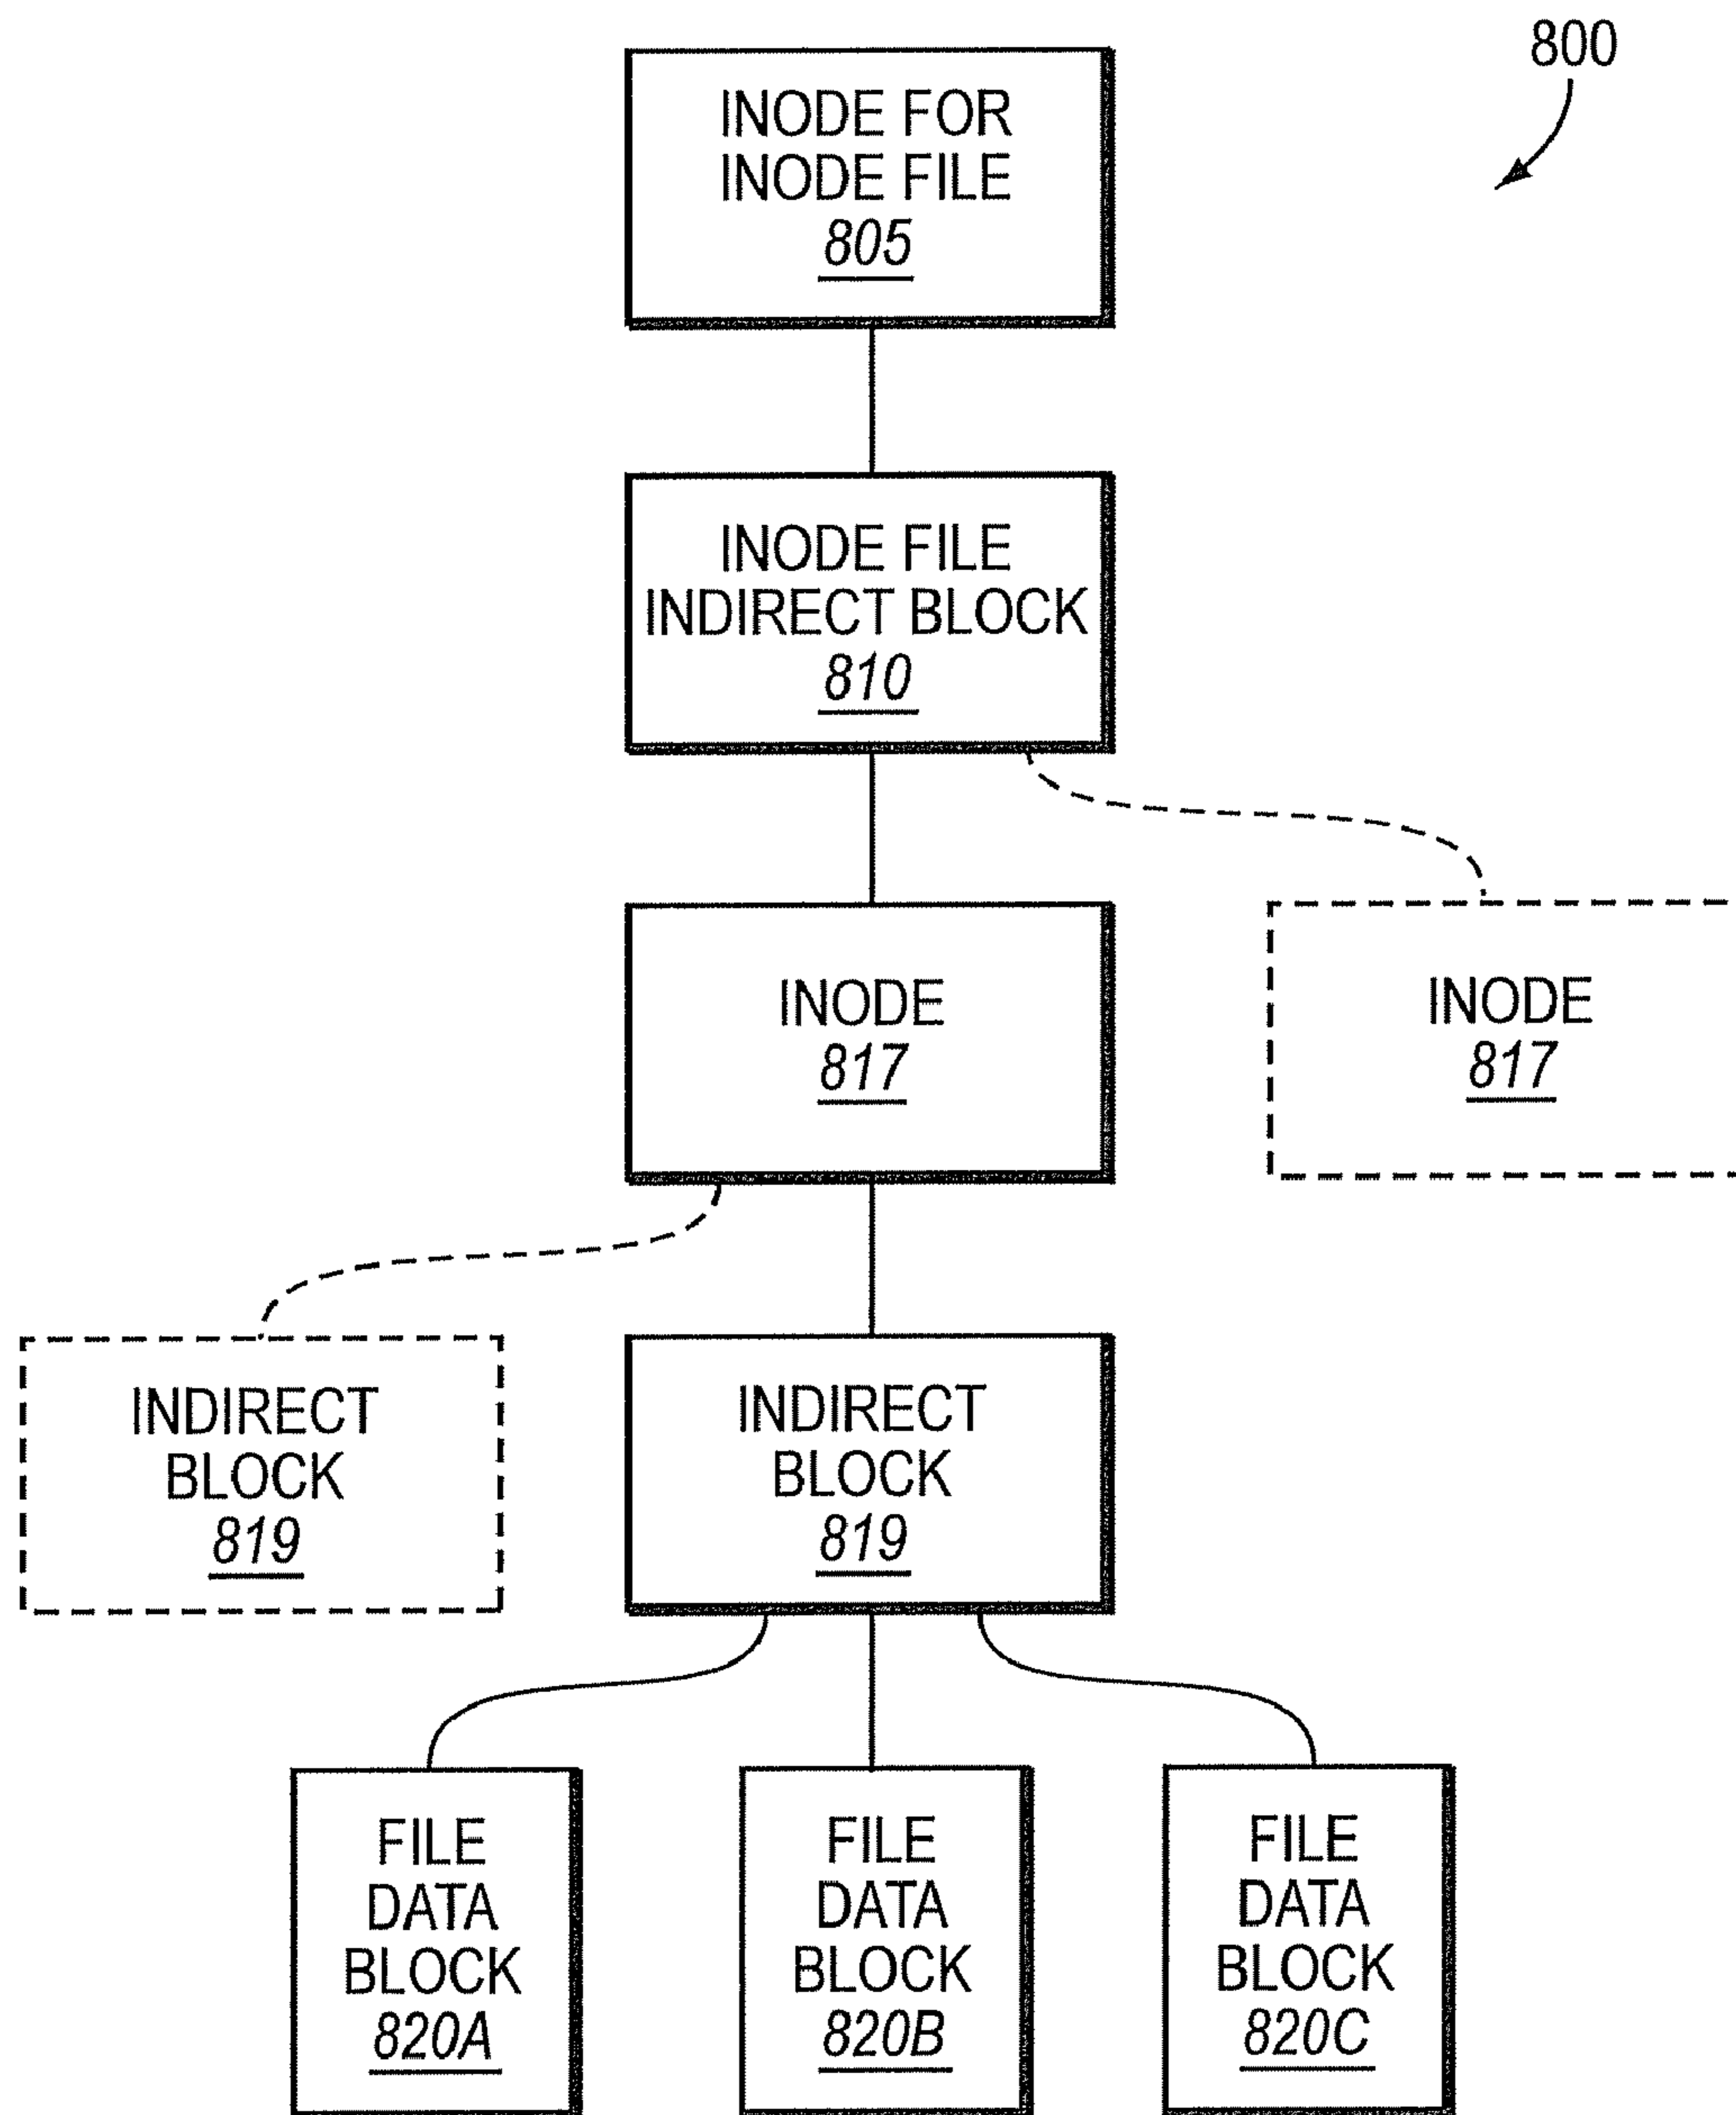 800
INODE FOR
INODE FILE
805
INODE FILE
INDIRECT BLOCK
810
INODE
817
INODE
817
INDIRECT
BLOCK
819
INDIRECT
BLOCK
819
FILE
DATA
BLOCK
820A
FILE
DATA
BLOCK
820B
FILE
DATA
BLOCK
820C